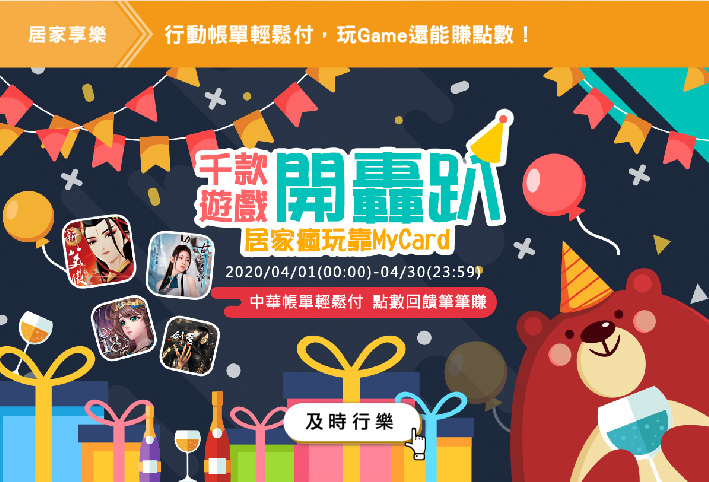 居家享樂
行動帳單輕鬆付，玩Game還能賺點數！
千款
遊戲
開轟趴
居家瘋玩靠MyCard
2020/04/01(00:00)-04/30(23:59)
中華帳單輕鬆付 點數回饋筆筆賺
及時行樂